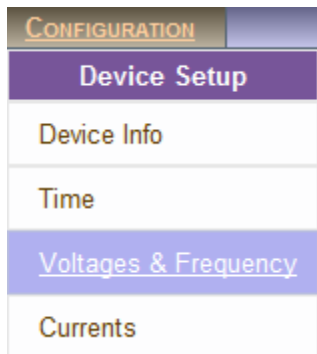 CONFIGURATION
Device Setup
Device Info
Time
Voltages & Frequency
Currents